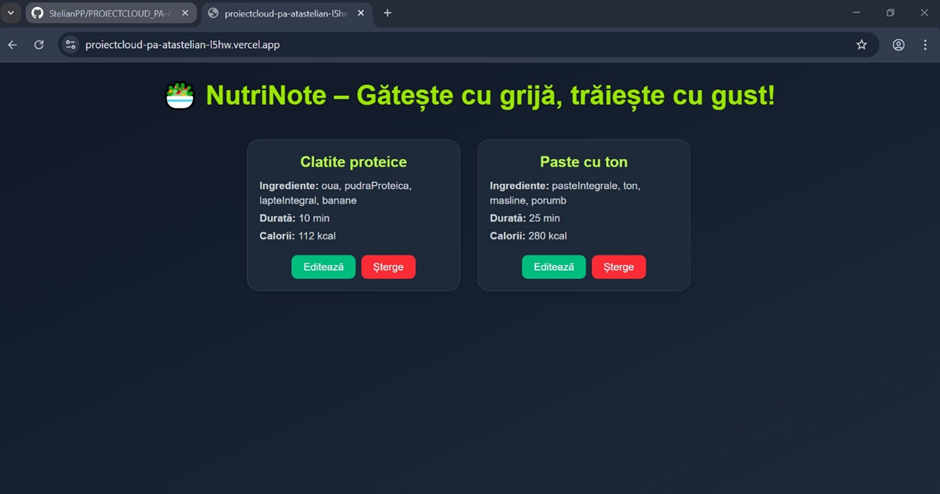 StelianPP/PROIECTCLOUD_PA-A
proiectcloud-pa-atastelian-l5hw
proiectcloud-pa-atastelian-l5hw.vercel.app
NutriNote – Gătește cu grijă, trăiește cu gust!
Clatite proteice
Ingrediente: oua, pudraProteica,
lapteIntegral, banane
Durată: 10 min
Calorii: 112 kcal
Editează Șterge
Paste cu ton
Ingrediente: pasteIntegrale, ton,
masline, porumb
Durată: 25 min
Calorii: 280 kcal
Editează Șterge